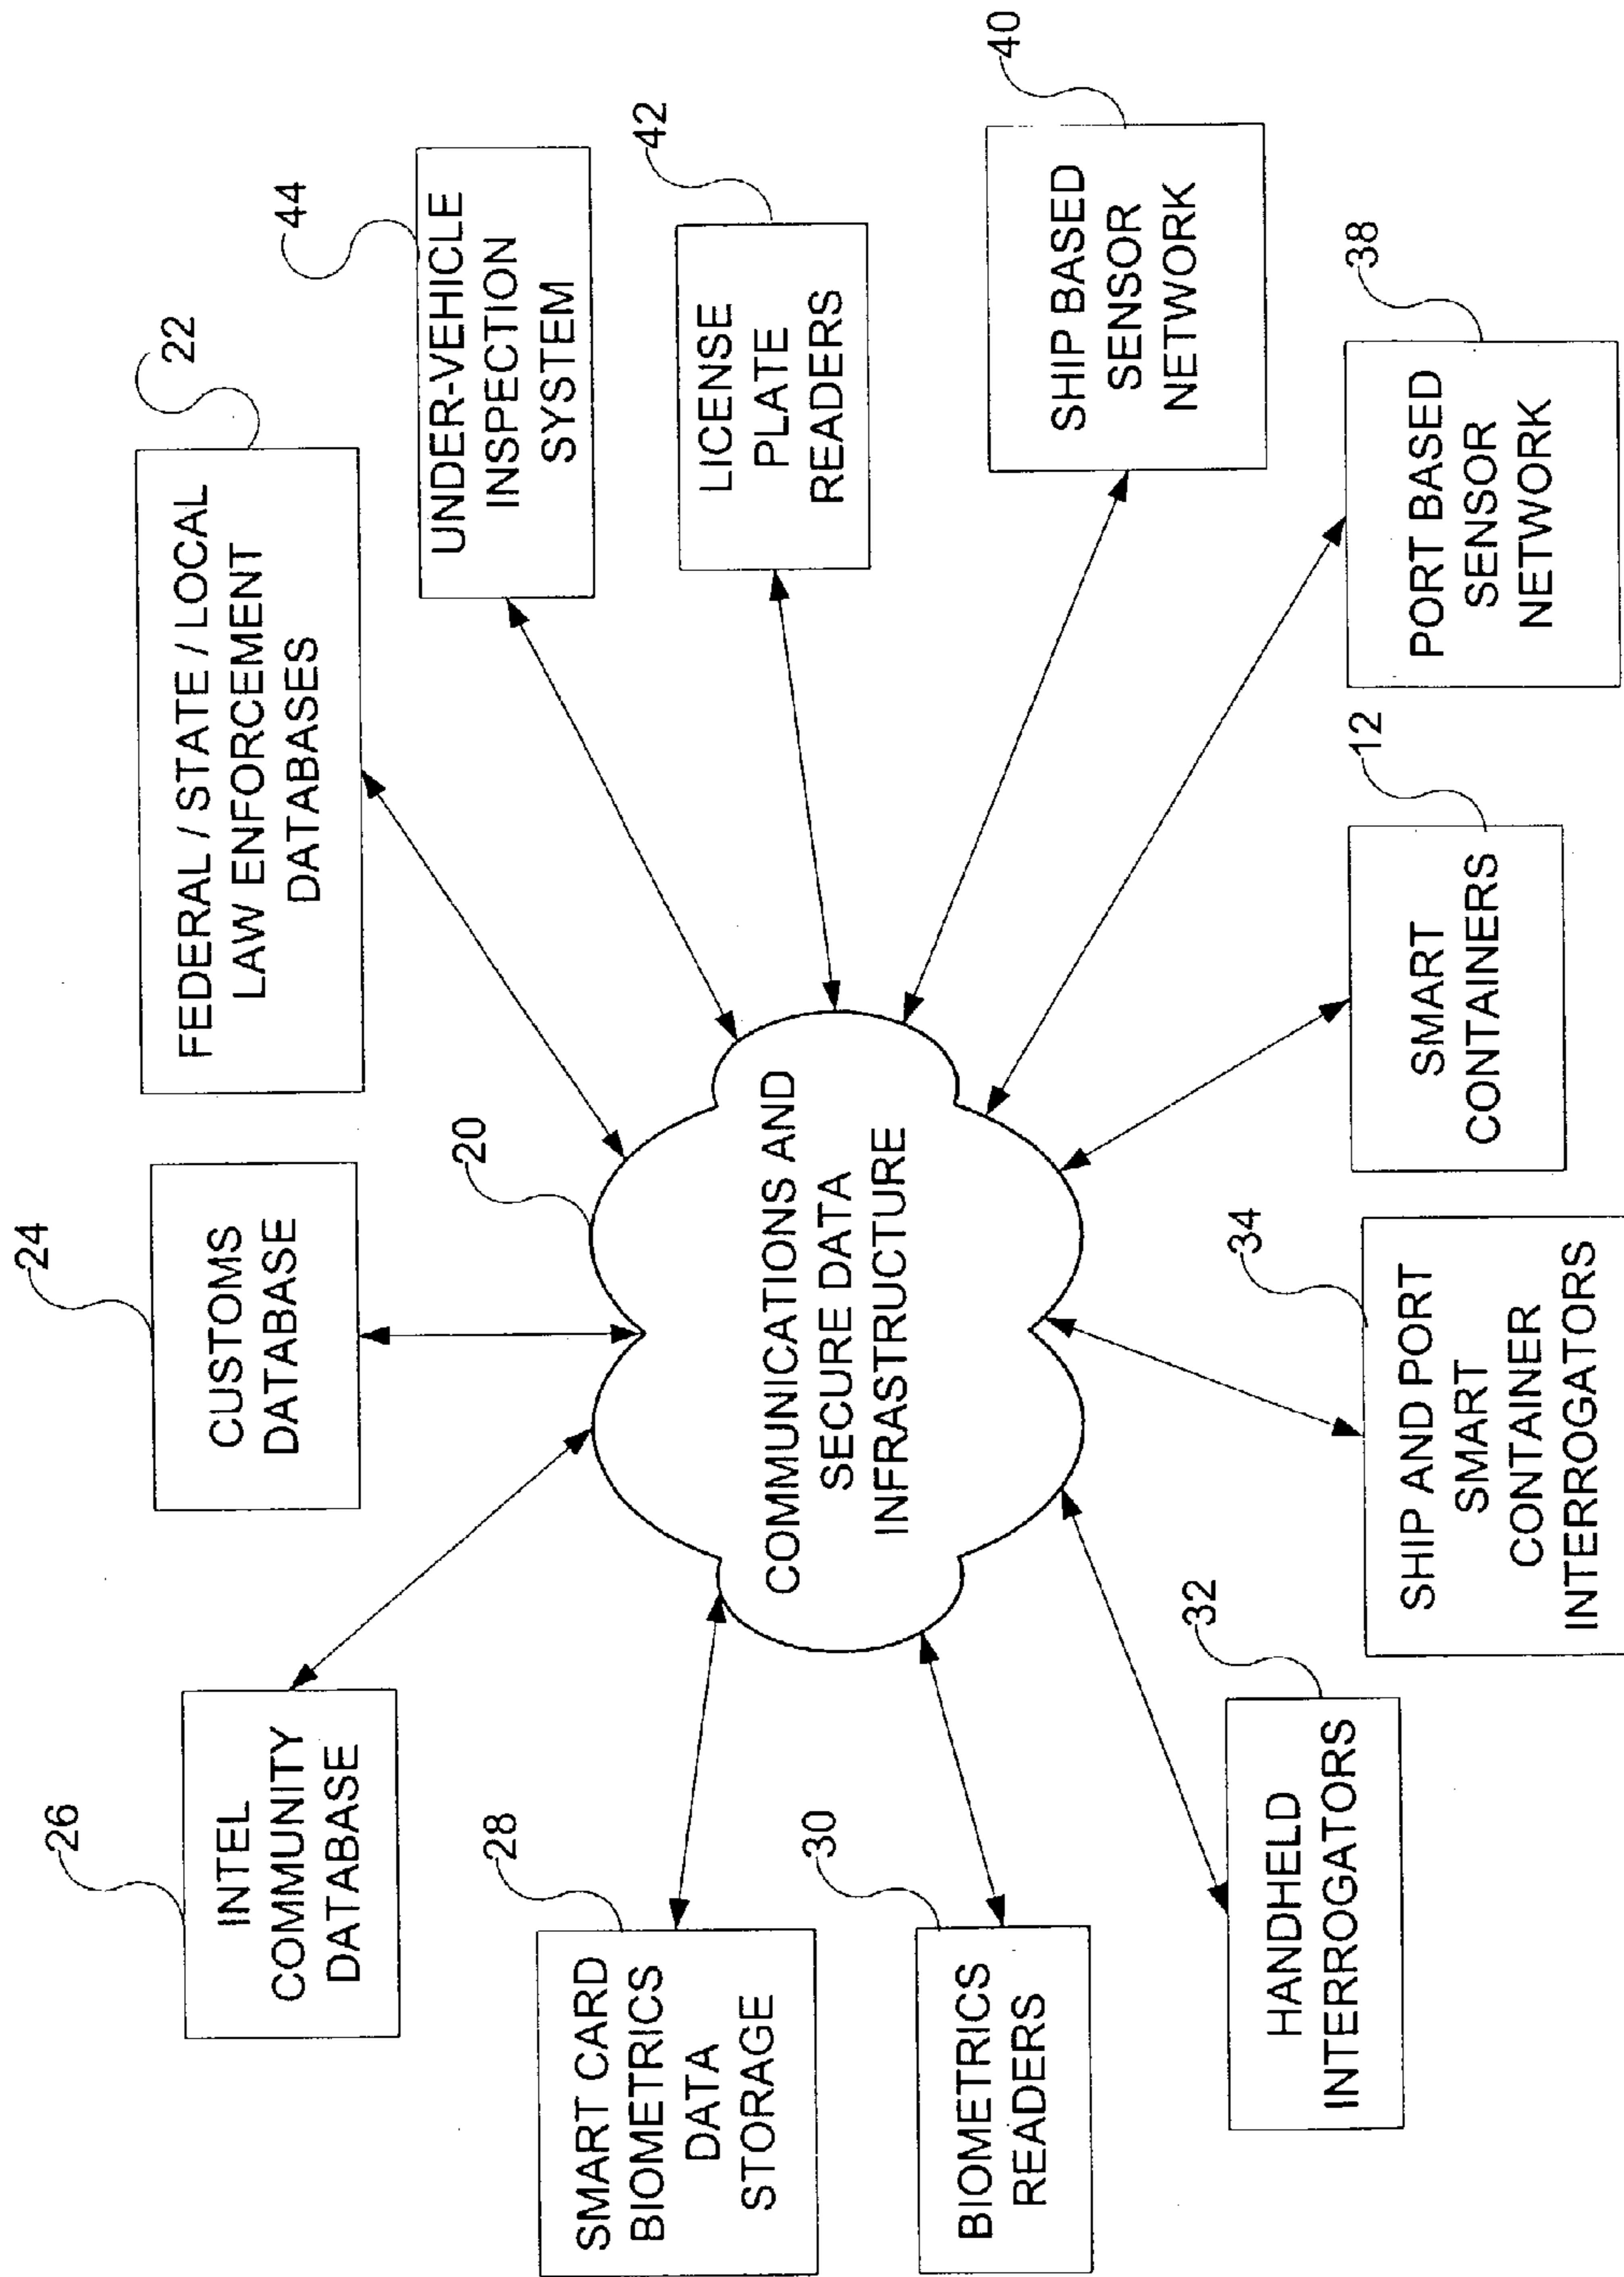 26
INTEL
COMMUNITY
DATABASE
24
CUSTOMS
DATABASE
22
FEDERAL / STATE / LOCAL
LAW ENFORCEMENT
DATABASES
44
UNDER-VEHICLE
INSPECTION
SYSTEM
28
SMART CARD
BIOMETRICS
DATA
STORAGE
20
COMMUNICATIONS AND
SECURE DATA
INFRASTRUCTURE
42
LICENSE
PLATE
READERS
30
BIOMETRICS
READERS
40
SHIP BASED
SENSOR
NETWORK
32
HANDHELD
INTERROGATORS
34
SHIP AND PORT
SMART
CONTAINER
INTERROGATORS
12
SMART
CONTAINERS
38
PORT BASED
SENSOR
NETWORK